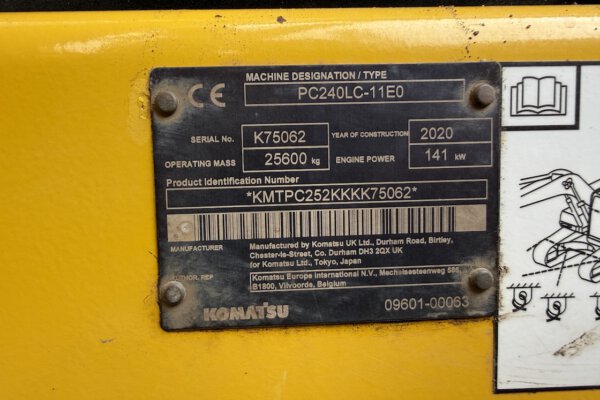 CE
MACHINE DESIGNATION / TYPE
PC240LC-11E0
SERIAL No. K75062 YEAR OF CONSTRUCTION 2020
OPERATING MASS 25600 kg ENGINE POWER 141 kW
Product Identification Number
*KMTPC252KKKK75062*
MANUFACTURER
Manufactured by Komatsu UK Ltd., Durham Road, Birtley,
Chester-le-Street, Co. Durham DH3 2QX UK
for Komatsu Ltd., Tokyo, Japan
AUTHOR. REP
Komatsu Europe International N.V., Mechelsesteenweg 586,
B1800, Vilvoorde, Belgium
KOMATSU 09601-00063